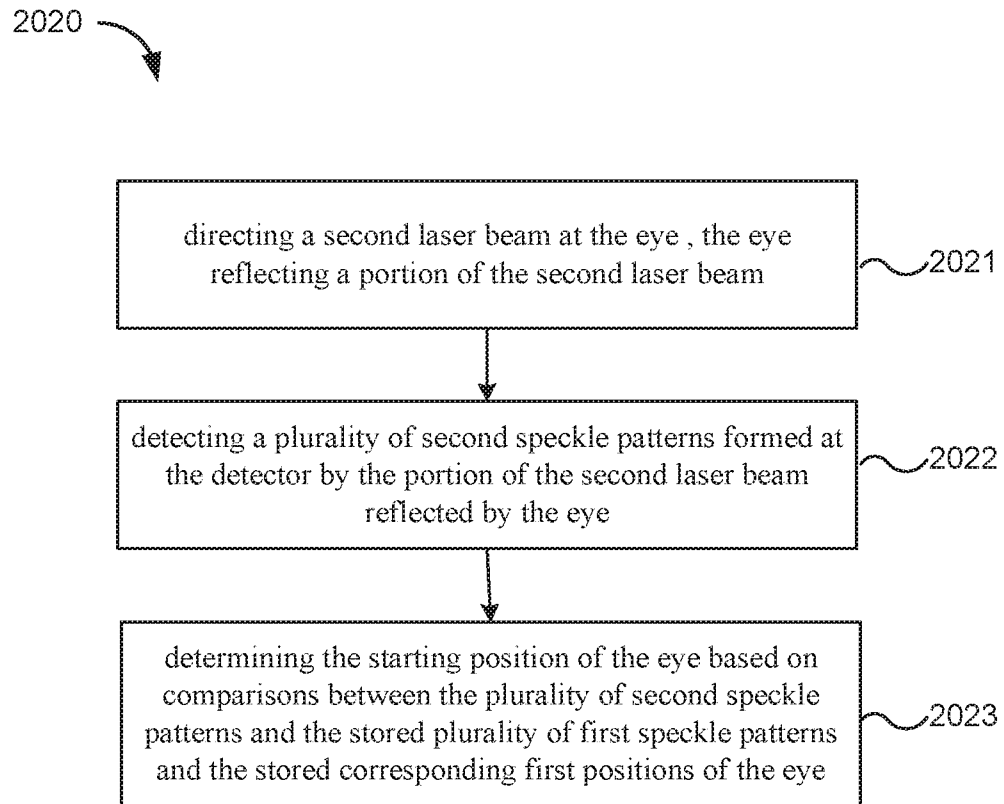 2020
directing a second laser beam at the eye , the eye
reflecting a portion of the second laser beam
2021
detecting a plurality of second speckle patterns formed at
the detector by the portion of the second laser beam
reflected by the eye
2022
determining the starting position of the eye based on
comparisons between the plurality of second speckle
patterns and the stored plurality of first speckle patterns
and the stored corresponding first positions of the eye
2023